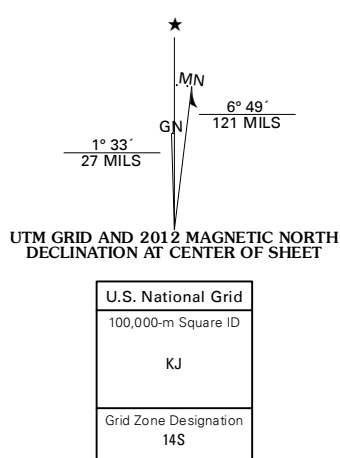 ★
MN
GN
6° 49´
121 MILS
1° 33´
27 MILS
UTM GRID AND 2012 MAGNETIC NORTH
DECLINATION AT CENTER OF SHEET
U.S. National Grid
100,000-m Square ID
KJ
Grid Zone Designation
14S